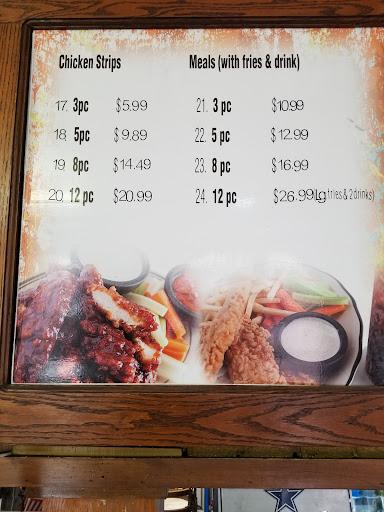 Chicken Strips
17. 3pc $5.99
18. 5pc $9.89
19. 8pc $14.49
20. 12 pc $20.99
Meals (with fries & drink)
21. 3 pc $10.99
22. 5 pc $12.99
23. 8 pc $16.99
24. 12 pc $26.99(Lg fries & 2 drinks)